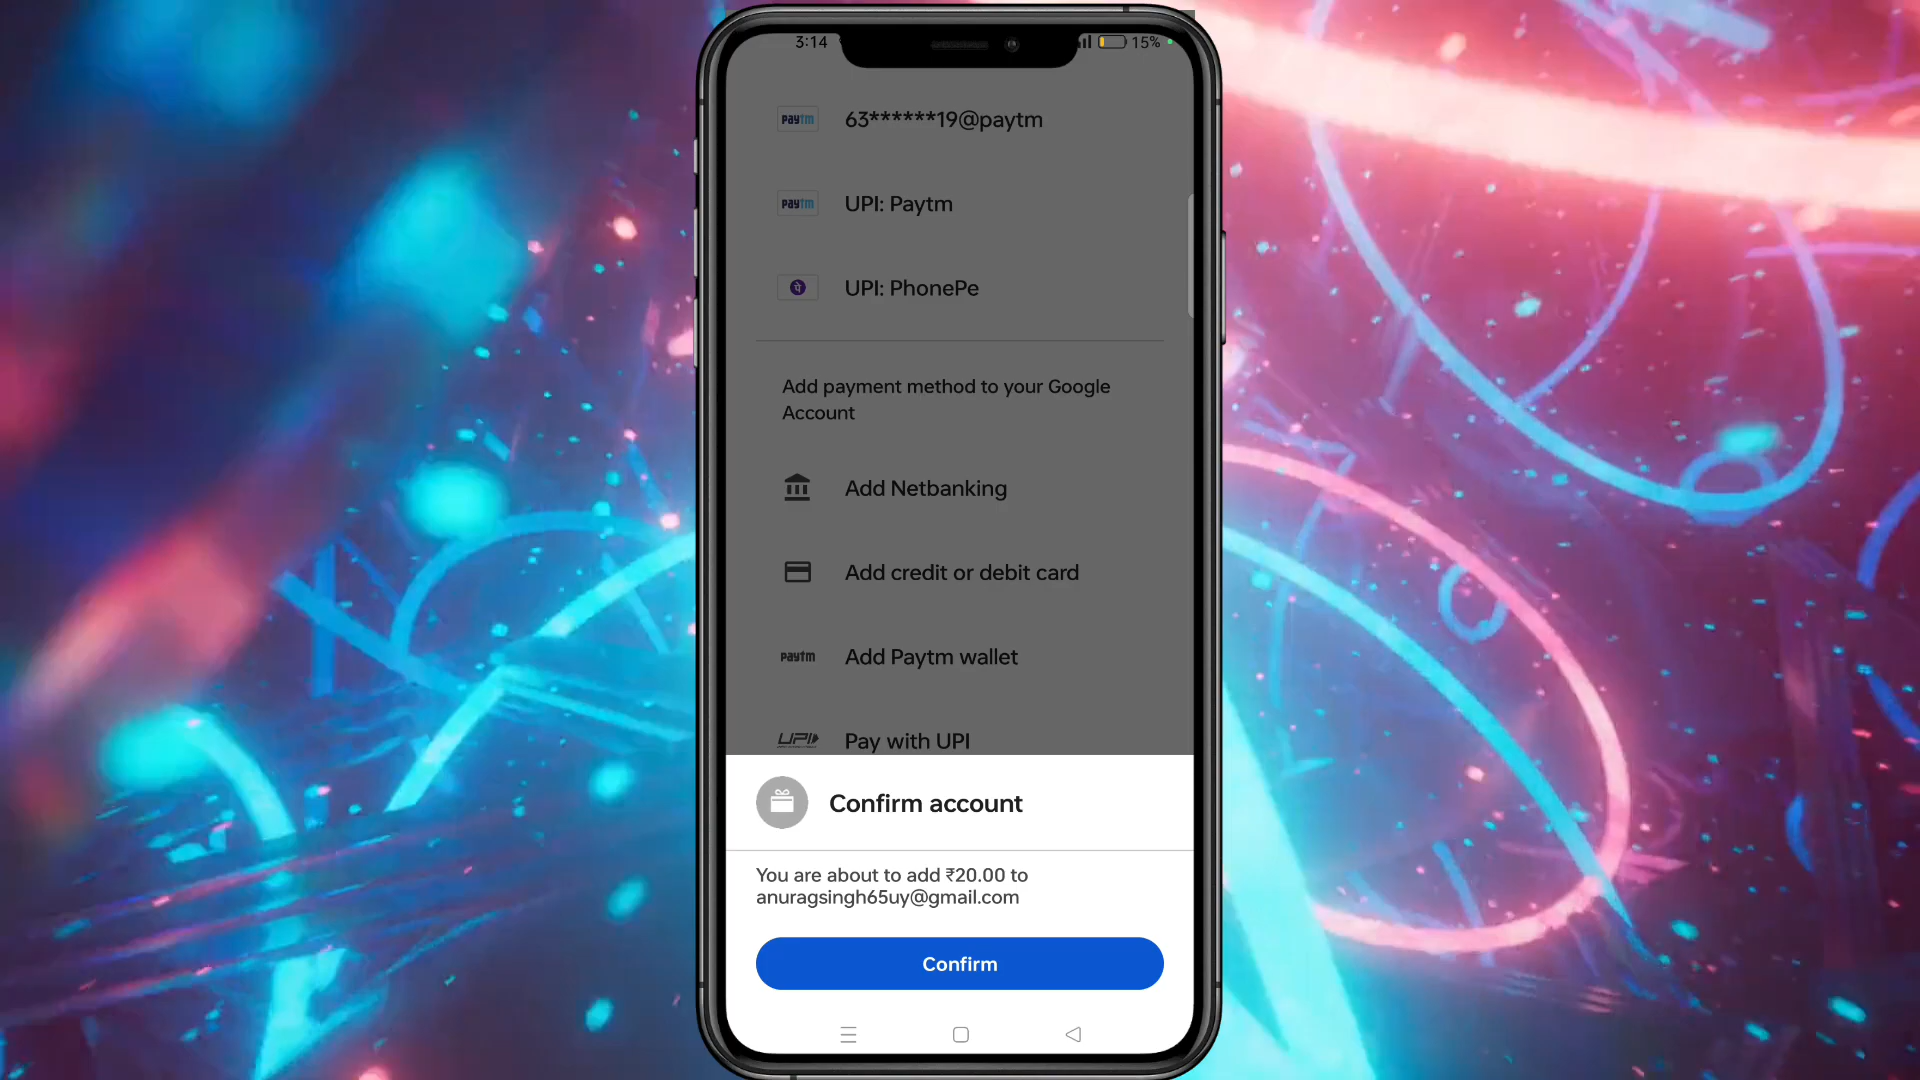 3:14
15%
paytm 63******19@paytm
paytm UPI: Paytm
पे UPI: PhonePe
Add payment method to your Google
Account
Add Netbanking
Add credit or debit card
paytm Add Paytm wallet
UPI Pay with UPI
Confirm account
You are about to add ₹20.00 to
anuragsingh65uy@gmail.com
Confirm